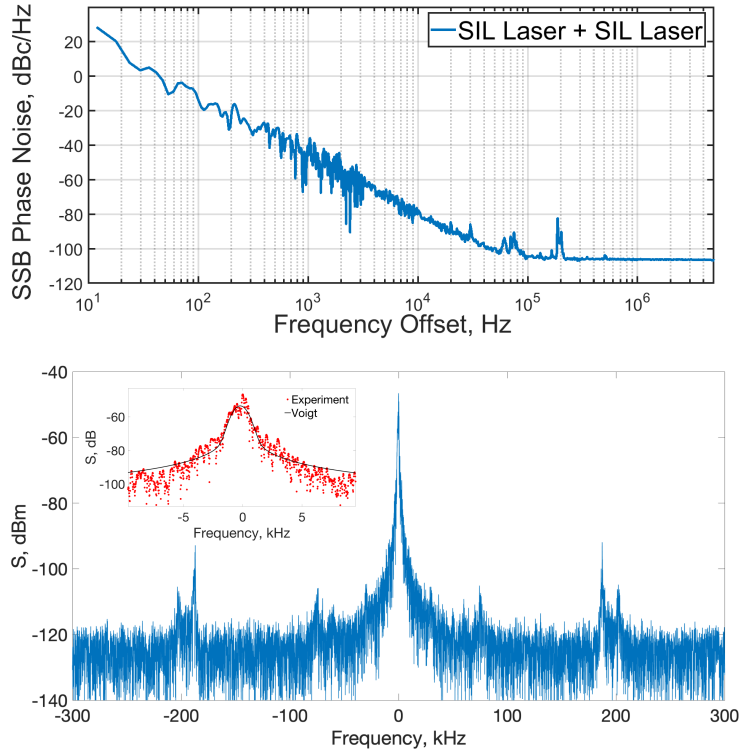 SIL Laser + SIL Laser
SSB Phase Noise, dBc/Hz
20
0
-20
-40
-60
-80
-100
-120
10¹ 10² 10³ 10⁴ 10⁵ 10⁶
Frequency Offset, Hz
S, dBm
-40
-60
-80
-100
-120
-140
-300 -200 -100 0 100 200 300
Frequency, kHz
Experiment
Voigt
S, dB
-60
-80
-100
-5 0 5
Frequency, kHz